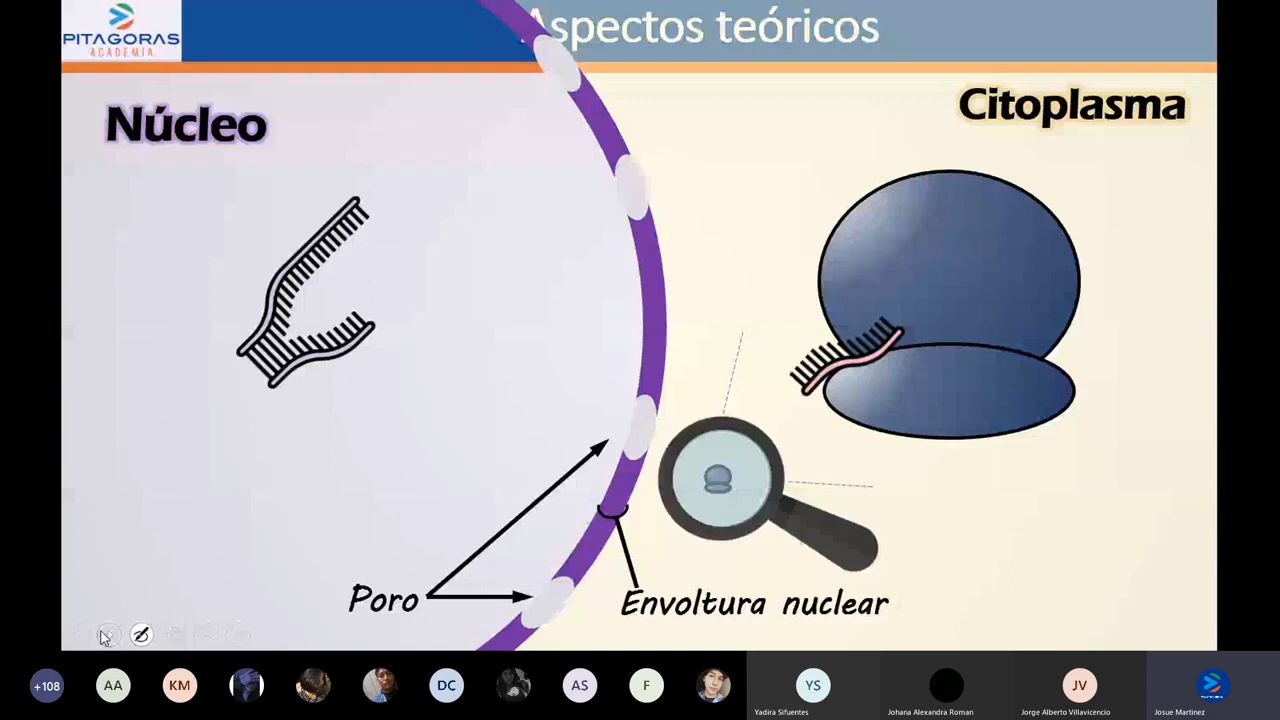 PITAGORAS
ACADEMIA
Aspectos teóricos
Núcleo
Citoplasma
Poro
Envoltura nuclear
+108
AA
KM
DC
AS
F
YS
JV
Yadira Sifuentes
Johana Alexandra Roman
Jorge Alberto Villavicencio
Josue Martinez